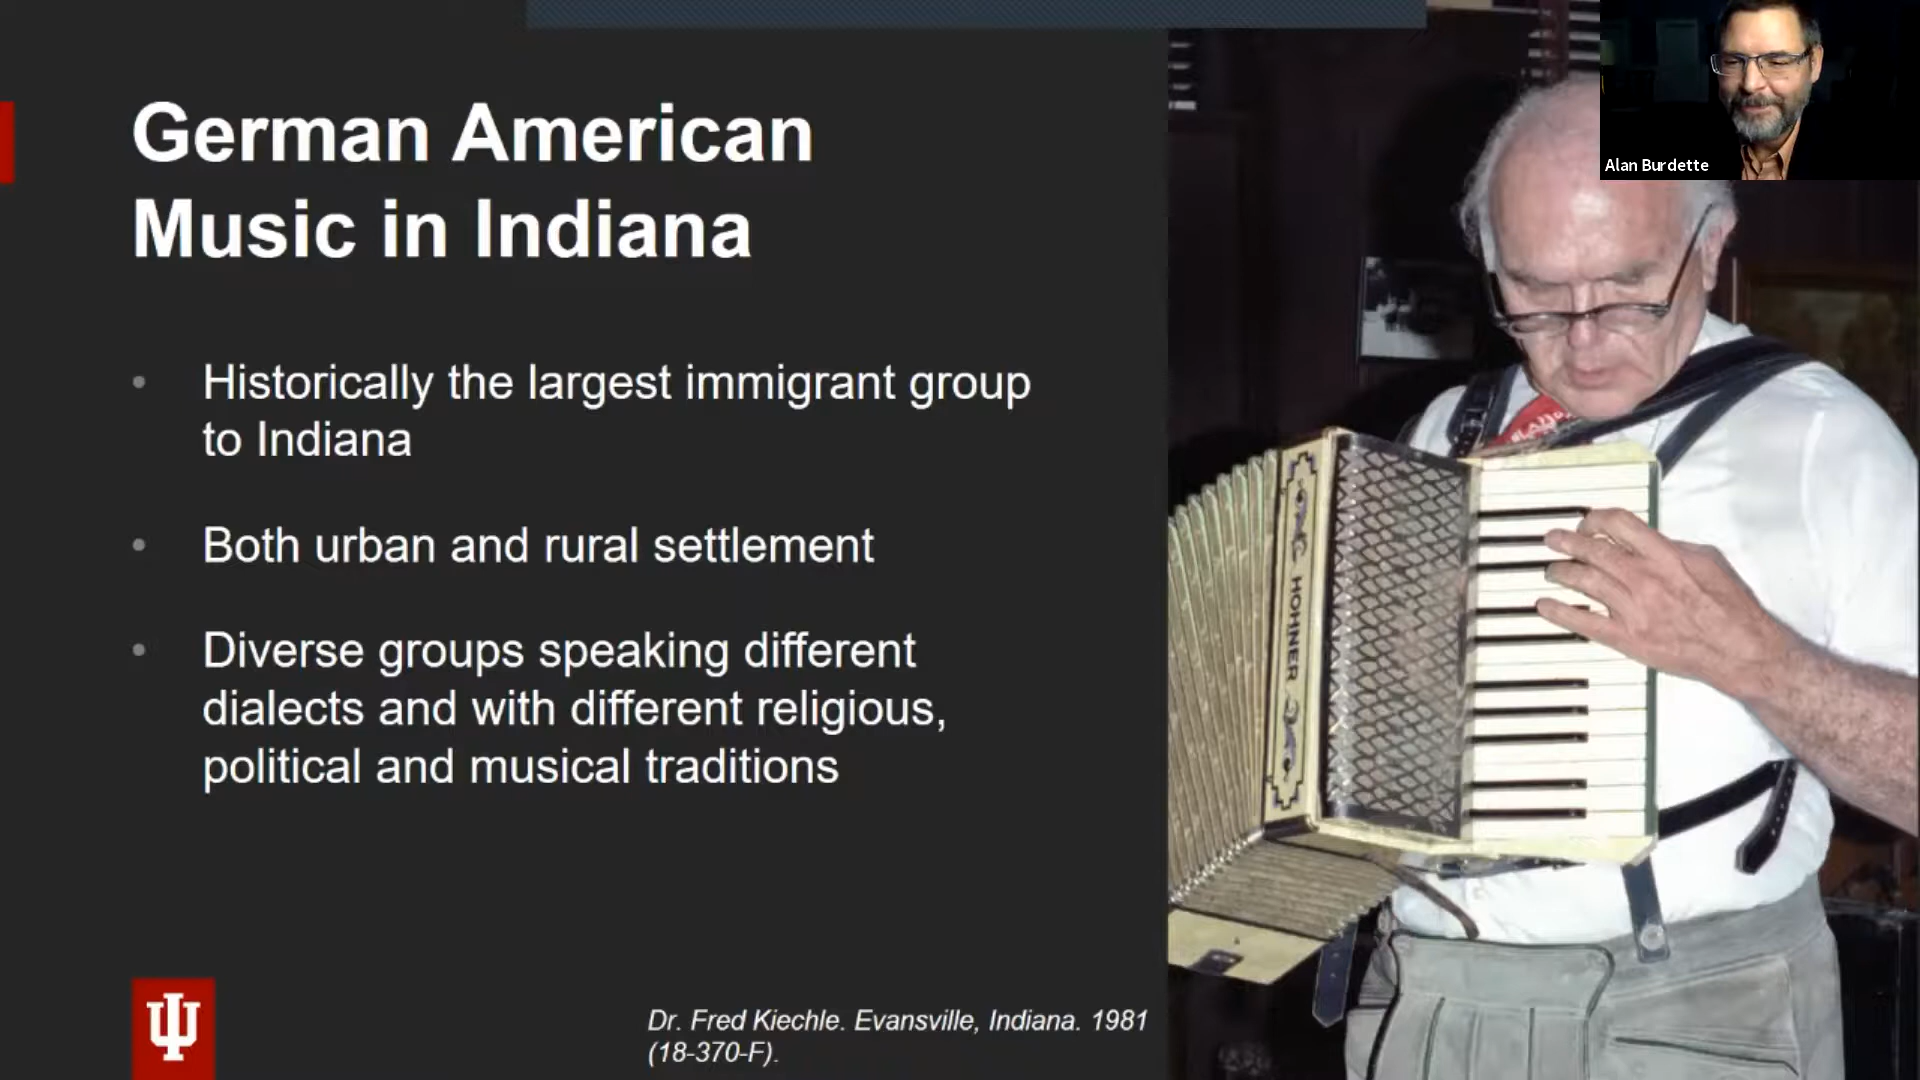 Alan Burdette
German American
Music in Indiana
Historically the largest immigrant group
to Indiana
Both urban and rural settlement
Diverse groups speaking different
dialects and with different religious,
political and musical traditions
HOHNER
Dr. Fred Kiechle. Evansville, Indiana. 1981
(18-370-F).